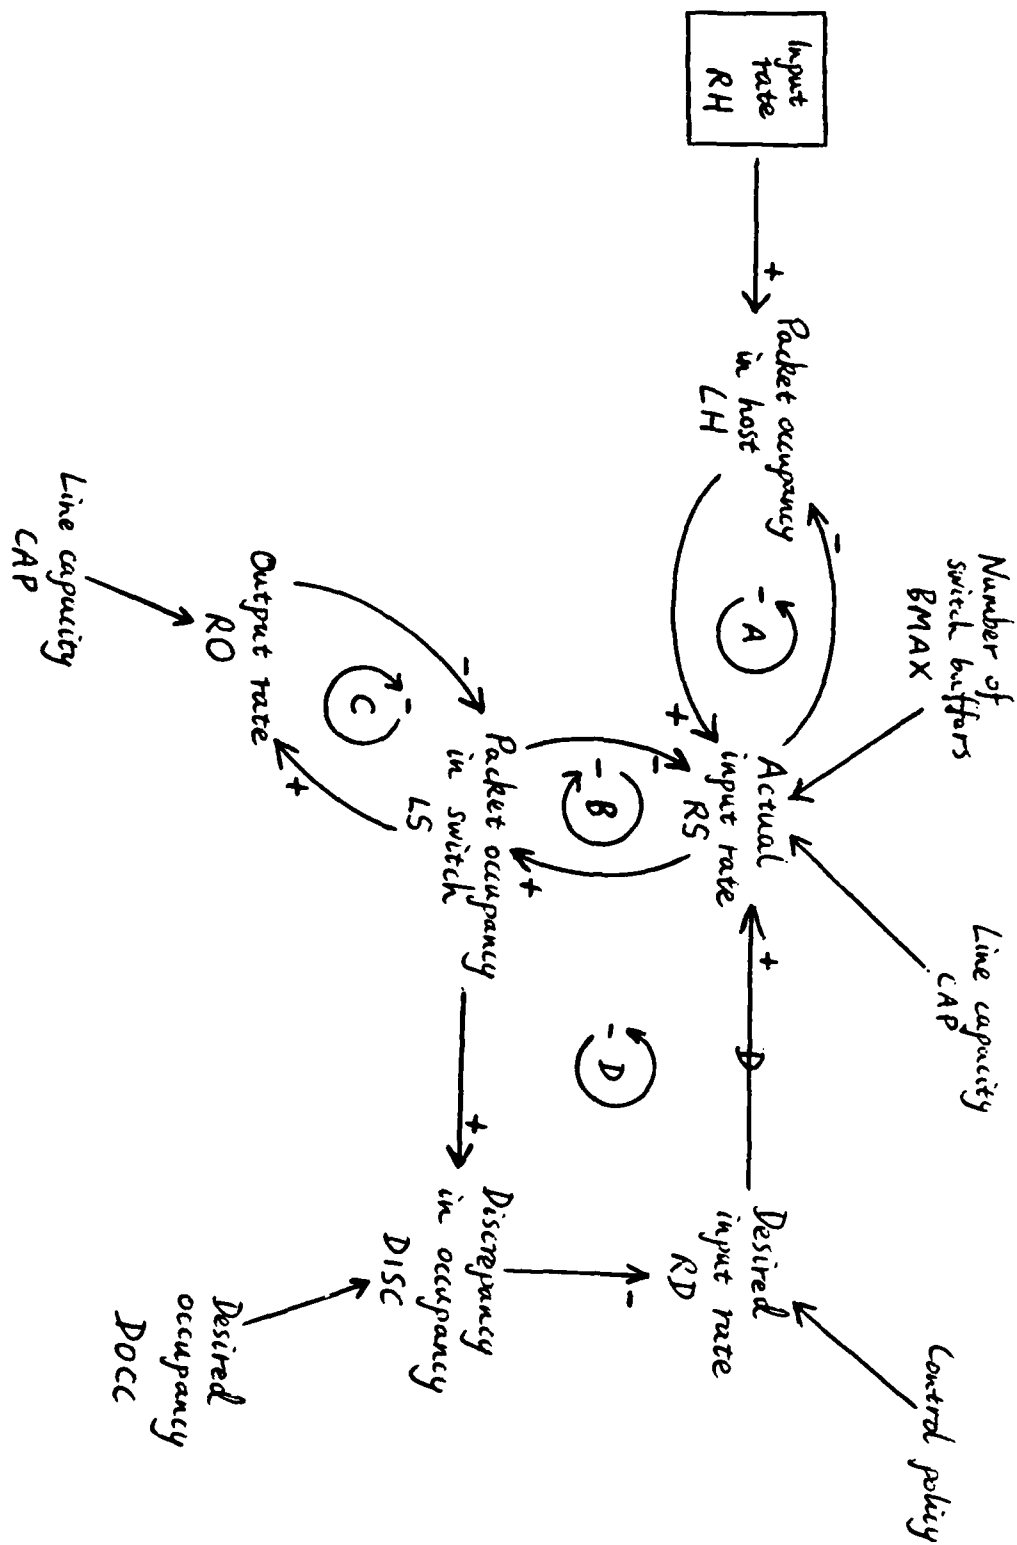 Input
rate
RH
+
Packet occupancy
in host
LH
-
- A
+
Number of
switch buffers
BMAX
Actual
input rate
RS
Line capacity
CAP
+
D
Desired
input rate
RD
Control policy
-
- B
+
- D
-
Output rate
RO
Line capacity
CAP
-
- C
+
Packet occupancy
in switch
LS
+
Discrepancy
in occupancy
DISC
Desired
occupancy
DOCC